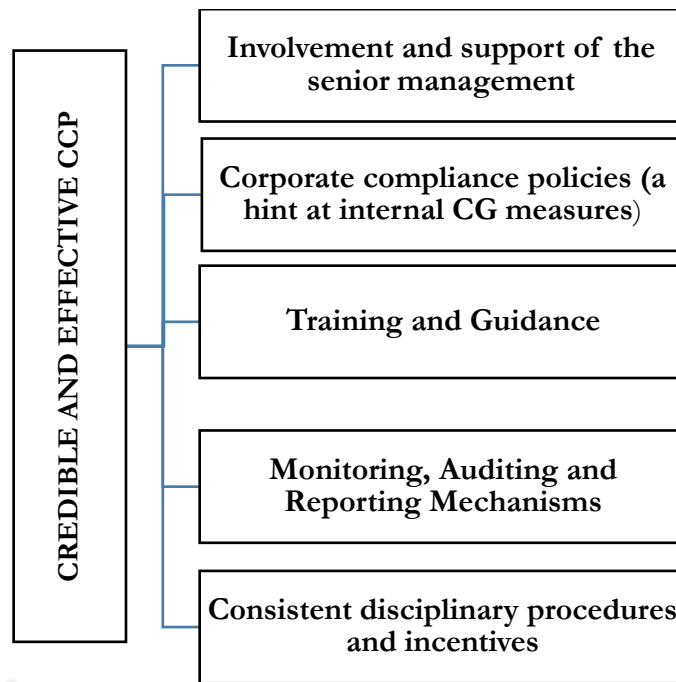 CREDIBLE AND EFFECTIVE CCP
Involvement and support of the
senior management
Corporate compliance policies (a
hint at internal CG measures)
Training and Guidance
Monitoring, Auditing and
Reporting Mechanisms
Consistent disciplinary procedures
and incentives